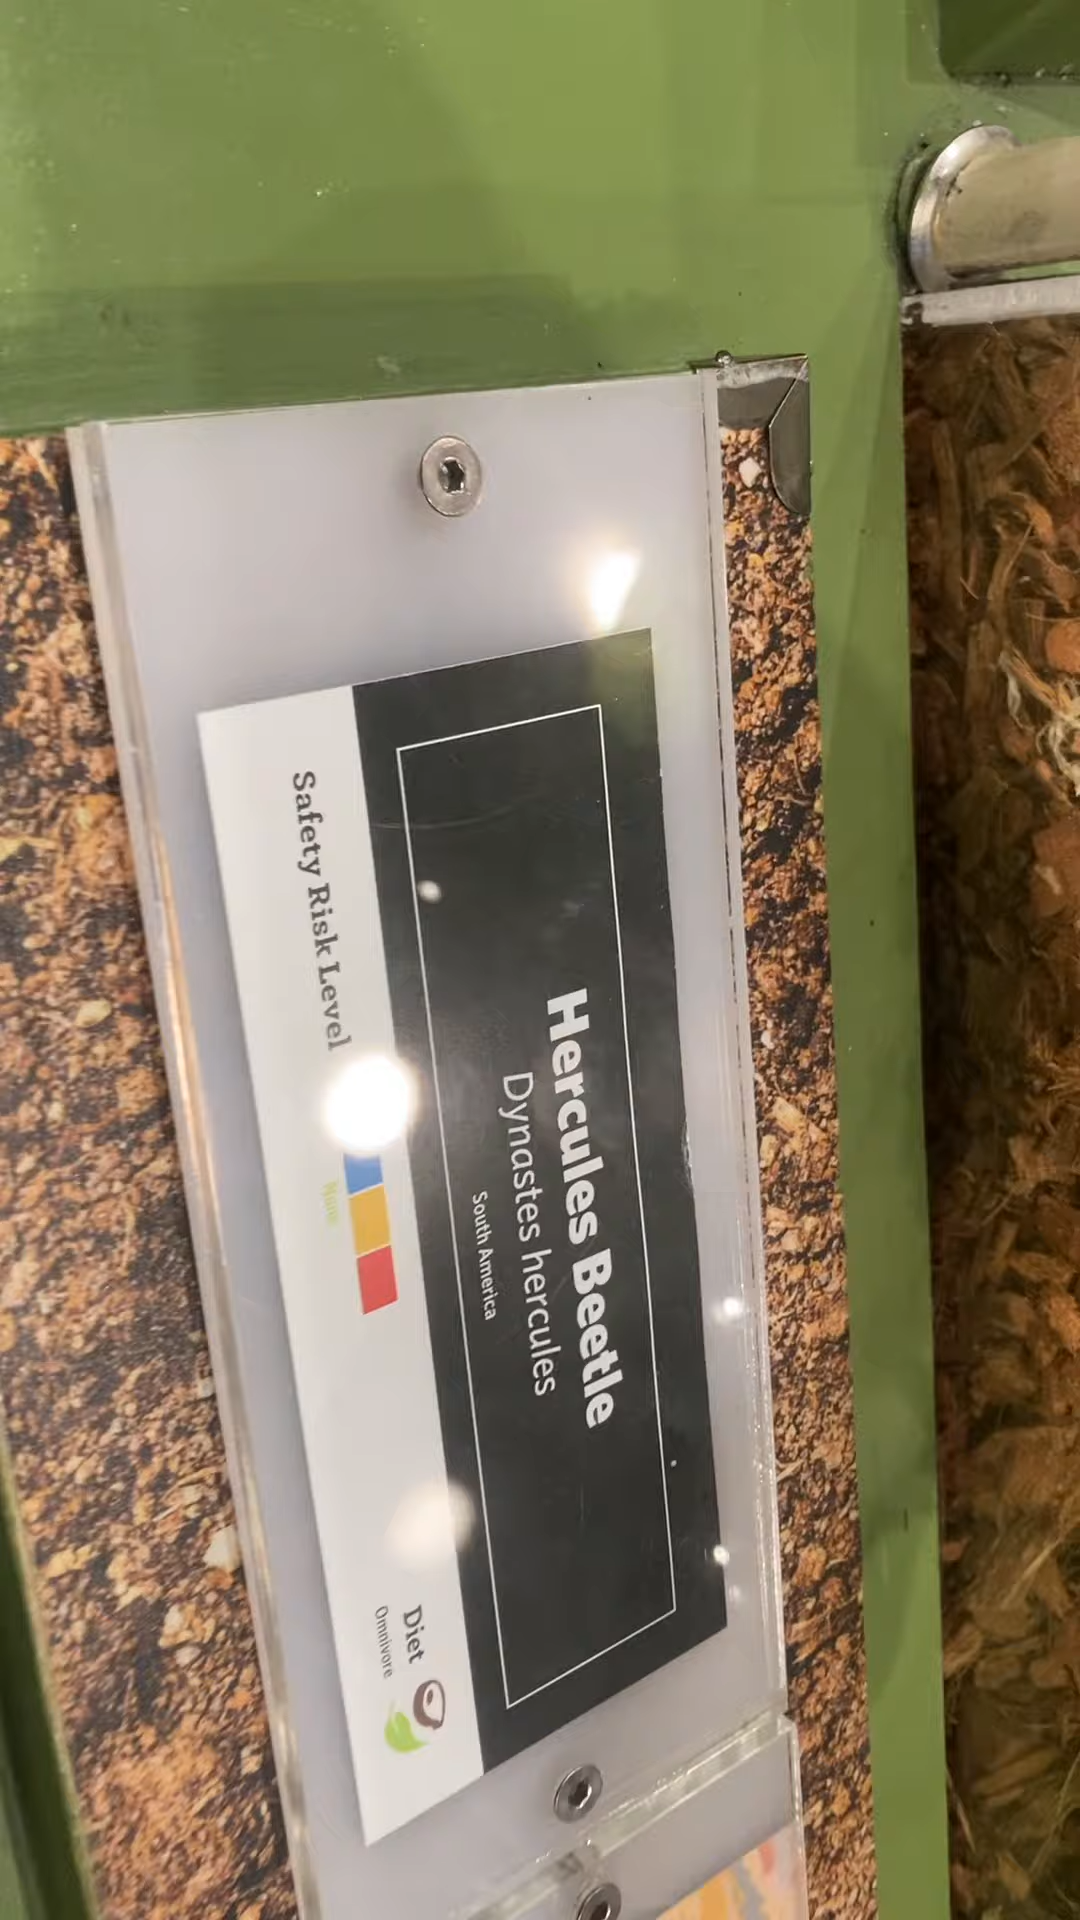 Hercules Beetle
Dynastes hercules
South America
Safety Risk Level
None
Diet
Omnivore